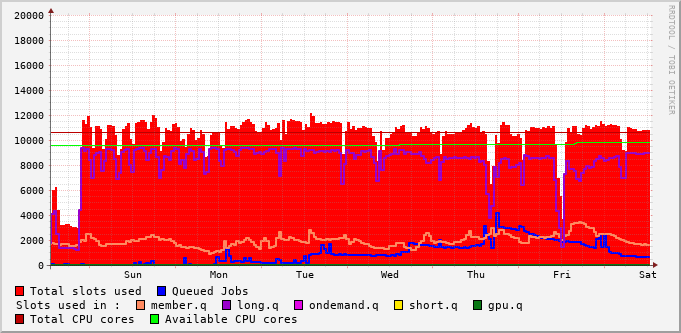 20000
18000
16000
14000
12000
10000
8000
6000
4000
2000
0
Sun Mon Tue Wed Thu Fri Sat
RRDTOOL / TOBI OETIKER
Total slots used Queued Jobs
Slots used in : member.q long.q ondemand.q short.q gpu.q
Total CPU cores Available CPU cores